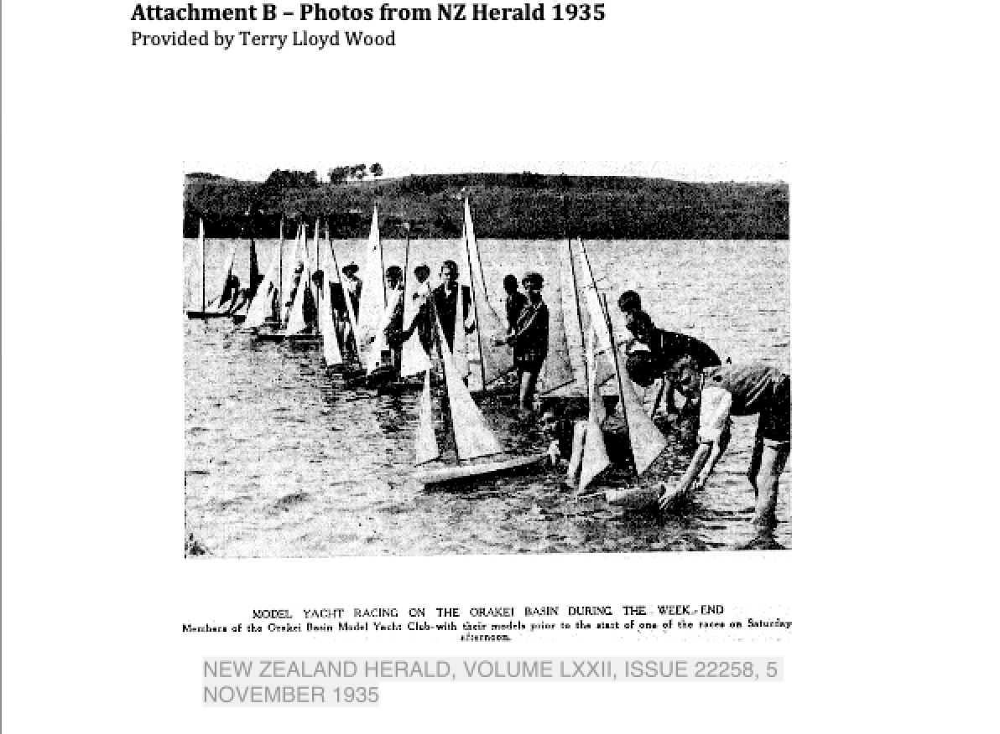 Attachment B – Photos from NZ Herald 1935
Provided by Terry Lloyd Wood
MODEL YACHT RACING ON THE ORAKEI BASIN DURING THE WEEK-END
Members of the Orakei Basin Model Yacht Club with their models prior to the start of one of the races on Saturday
afternoon.
NEW ZEALAND HERALD, VOLUME LXXII, ISSUE 22258, 5
NOVEMBER 1935